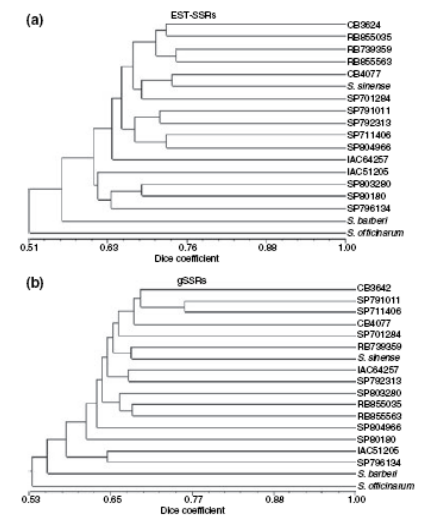 (a)
EST-SSRs
CB3624
RB855035
RB739359
RB855563
CB4077
S. sinense
SP701284
SP791011
SP792313
SP711406
SP804966
IAC64257
IAC51205
SP803280
SP80180
SP796134
S. barberi
S. officinarum
0.51 0.63 0.76 0.88 1.00
Dice coefficient
(b)
gSSRs
CB3642
SP791011
SP711406
CB4077
SP701284
RB739359
S. sinense
IAC64257
SP792313
SP803280
RB855035
RB855563
SP804966
SP80180
IAC51205
SP796134
S. barberi
S. officinarum
0.53 0.65 0.77 0.88 1.00
Dice coefficient